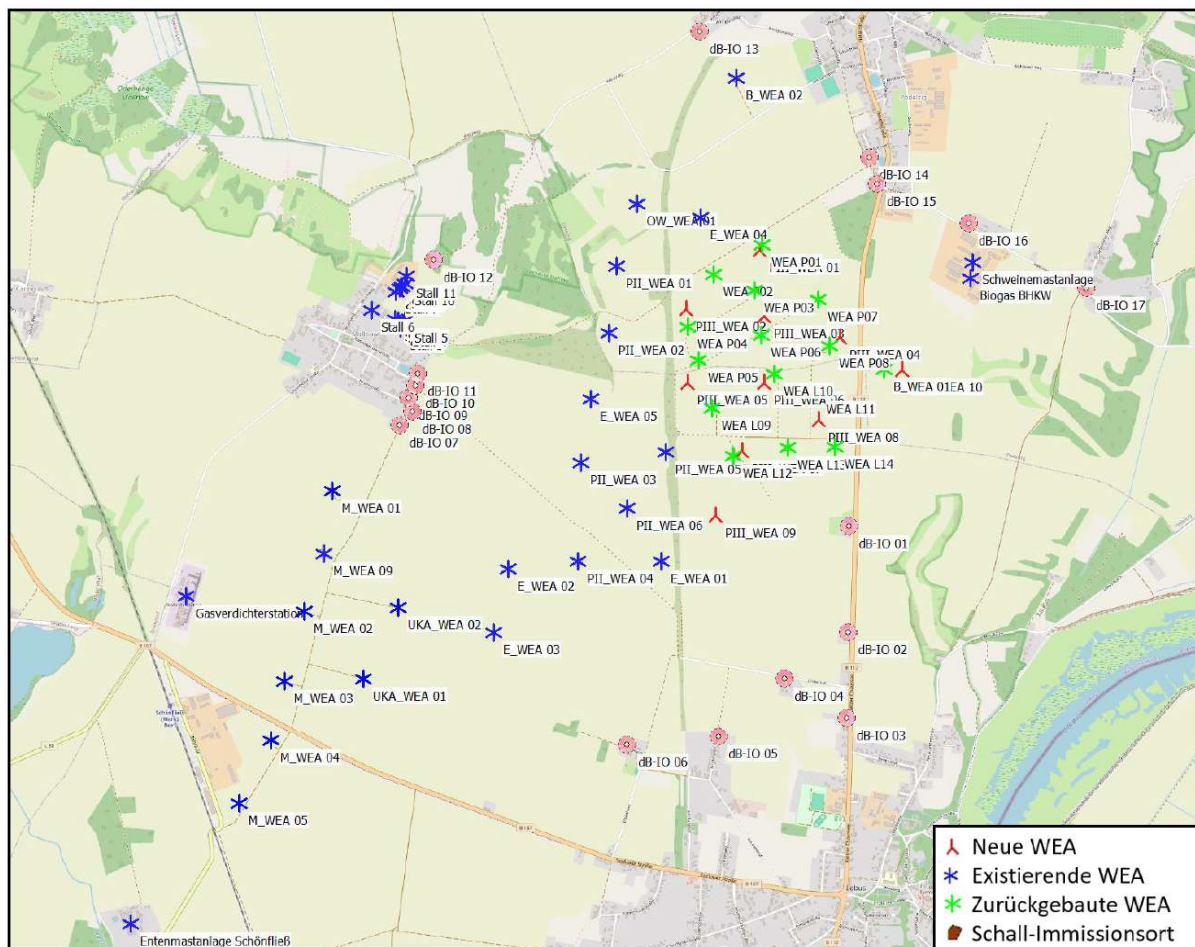 dB-IO 13
B_WEA 02
dB-IO 14
dB-IO 15
OW_WEA 01
E_WEA 04
dB-IO 16
dB-IO 12
WEA P01
PIII_WEA 01
Schweinemastanlage
Biogas BHKW
PII_WEA 01
WEA P02
WEA P03
dB-IO 17
Stall 11
WEA P07
Stall 6
Stall 5
PIII_WEA 02
PIII_WEA 03
PII_WEA 02
WEA P04
WEA P06
PIII_WEA 04
WEA P08
WEA P05
B_WEA 01
EA 10
WEA L10
dB-IO 11
dB-IO 10
PIII_WEA 05
PIII_WEA 06
dB-IO 09
WEA L11
E_WEA 05
dB-IO 08
WEA L09
dB-IO 07
PIII_WEA 08
PII_WEA 05
WEA L13
WEA L14
PII_WEA 03
WEA L12
M_WEA 01
PII_WEA 06
PIII_WEA 09
dB-IO 01
M_WEA 09
E_WEA 02
PII_WEA 04
E_WEA 01
Gasverdichterstation
M_WEA 02
UKA_WEA 02
E_WEA 03
dB-IO 02
M_WEA 03
UKA_WEA 01
dB-IO 04
dB-IO 03
M_WEA 04
dB-IO 05
dB-IO 06
M_WEA 05
Lebus
Entenmastanlage Schönfließ
Neue WEA
Existierende WEA
Zurückgebaute WEA
Schall-Immissionsort